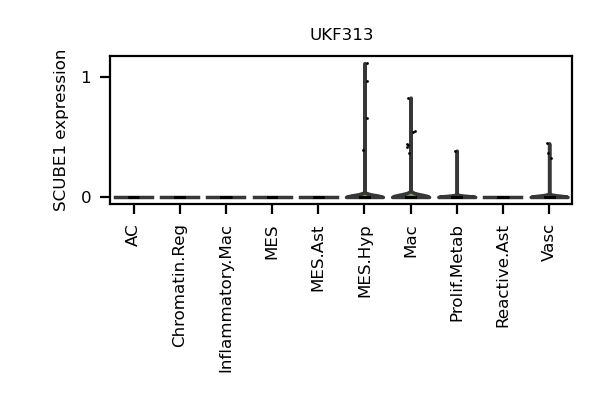 UKF313
SCUBE1 expression
1
0
AC
Chromatin.Reg
Inflammatory.Mac
MES
MES.Ast
MES.Hyp
Mac
Prolif.Metab
Reactive.Ast
Vasc